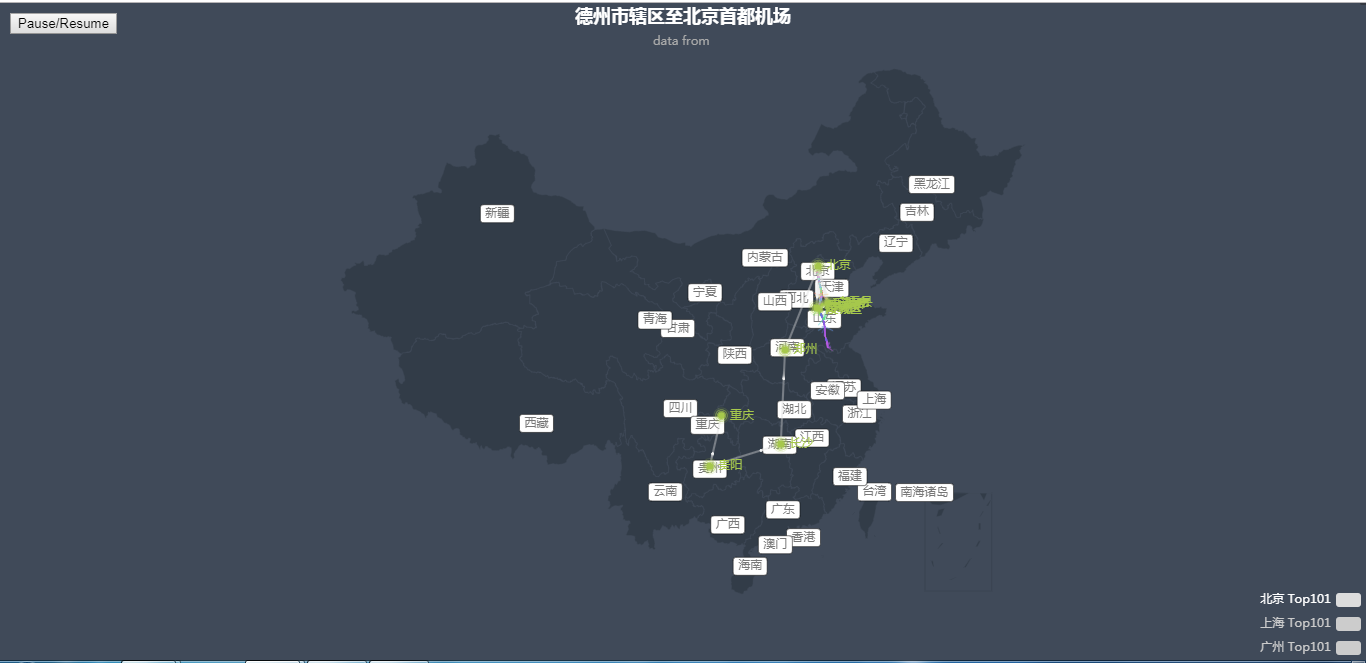 德州市辖区至北京首都机场
Pause/Resume
data from
黑龙江
吉林
新疆
辽宁
内蒙古
北京
北京
天津
宁夏
山西
河北
山东
青海
甘肃
河南
郑州
陕西
安徽
江苏
上海
浙江
四川
重庆
重庆
湖北
西藏
湖南
长沙
江西
贵州
贵阳
福建
云南
台湾
南海诸岛
广东
广西
澳门
香港
海南
北京 Top101
上海 Top101
广州 Top101